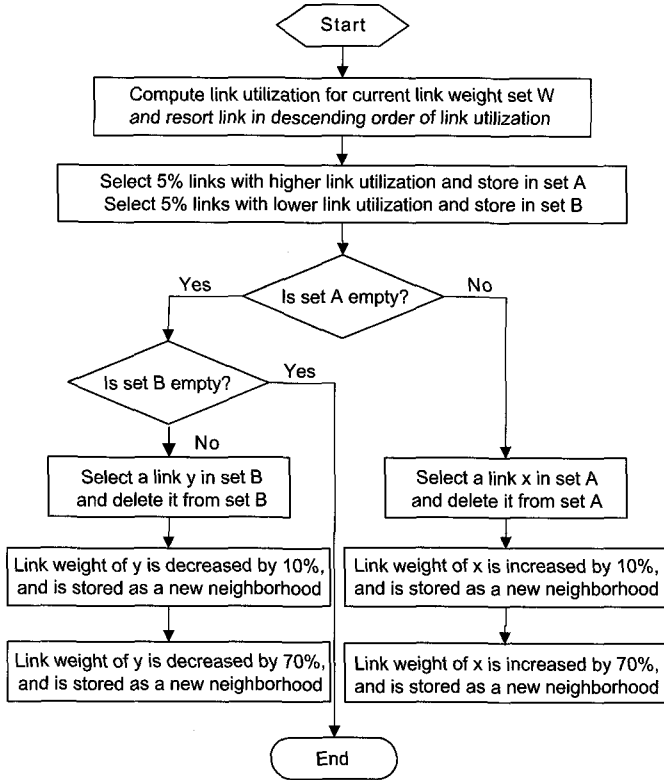 Start
Compute link utilization for current link weight set W
and resort link in descending order of link utilization
Select 5% links with higher link utilization and store in set A
Select 5% links with lower link utilization and store in set B
Is set A empty?
Yes
No
Is set B empty?
Yes
No
Select a link y in set B
and delete it from set B
Select a link x in set A
and delete it from set A
Link weight of y is decreased by 10%,
and is stored as a new neighborhood
Link weight of x is increased by 10%,
and is stored as a new neighborhood
Link weight of y is decreased by 70%,
and is stored as a new neighborhood
Link weight of x is increased by 70%,
and is stored as a new neighborhood
End